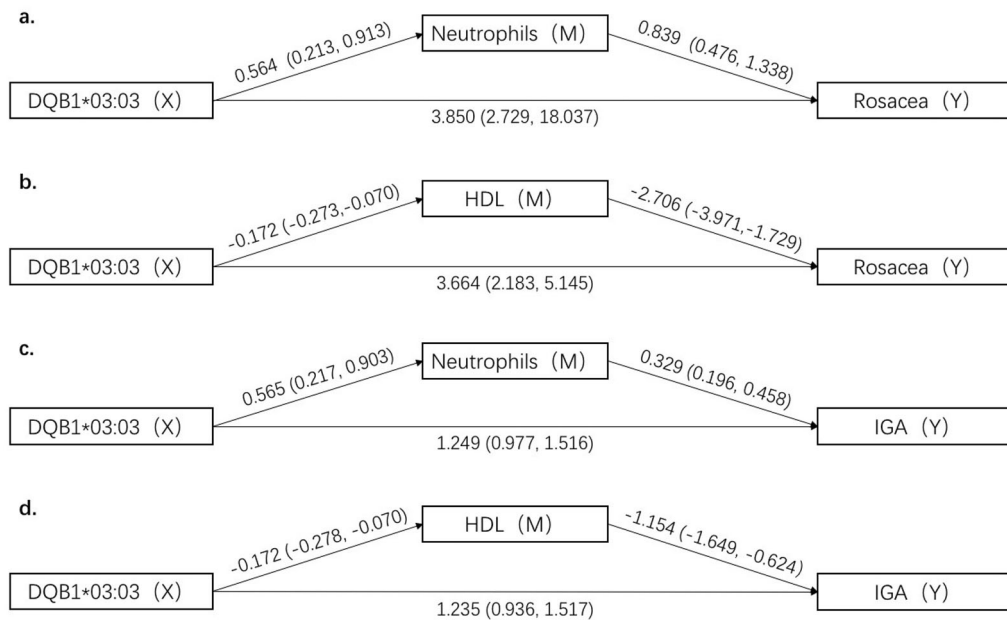 a.
Neutrophils（M）
0.564 (0.213, 0.913)
0.839 (0.476, 1.338)
DQB1*03:03（X）
Rosacea（Y）
3.850 (2.729, 18.037)
b.
HDL（M）
-0.172 (-0.273,-0.070)
-2.706 (-3.971,-1.729)
DQB1*03:03（X）
Rosacea（Y）
3.664 (2.183, 5.145)
c.
Neutrophils（M）
0.565 (0.217, 0.903)
0.329 (0.196, 0.458)
DQB1*03:03（X）
IGA（Y）
1.249 (0.977, 1.516)
d.
HDL（M）
-0.172 (-0.278, -0.070)
-1.154 (-1.649, -0.624)
DQB1*03:03（X）
IGA（Y）
1.235 (0.936, 1.517)